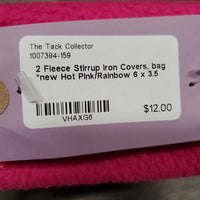 The Tack Collector
1007394-159
2 Fleece Stirrup Iron Covers, bag
*new Hot Pink/Rainbow 6 x 3.5
$12.00
VHAXG6